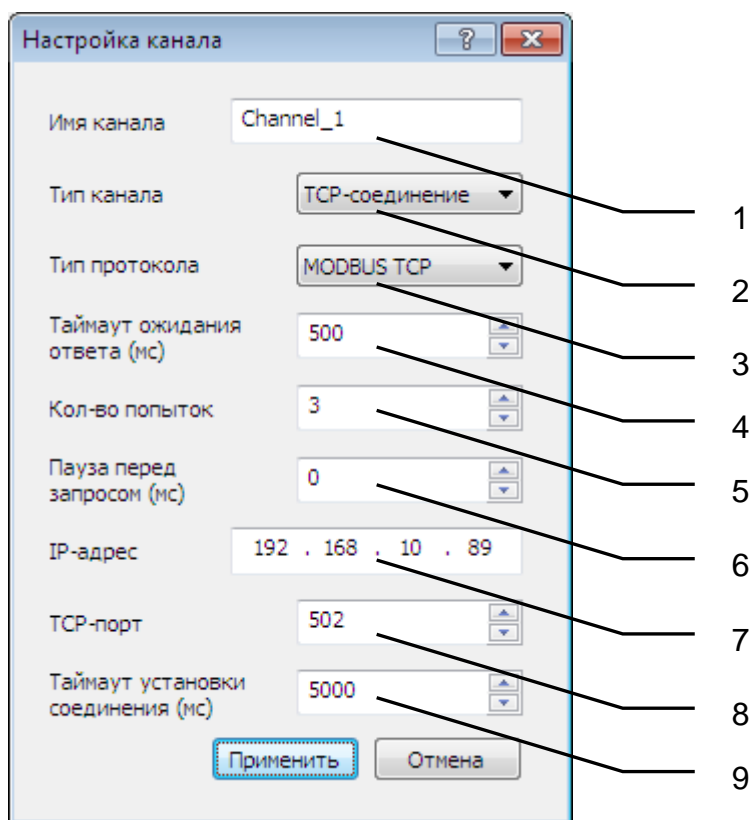 Настройка канала
Имя канала Channel_1
Тип канала TCP-соединение
1
Тип протокола MODBUS TCP
2
Таймаут ожидания
ответа (мс) 500
3
Кол-во попыток 3
4
Пауза перед
запросом (мс) 0
5
IP-адрес 192 . 168 . 10 . 89
6
TCP-порт 502
7
Таймаут установки
соединения (мс) 5000
8
Применить Отмена
9